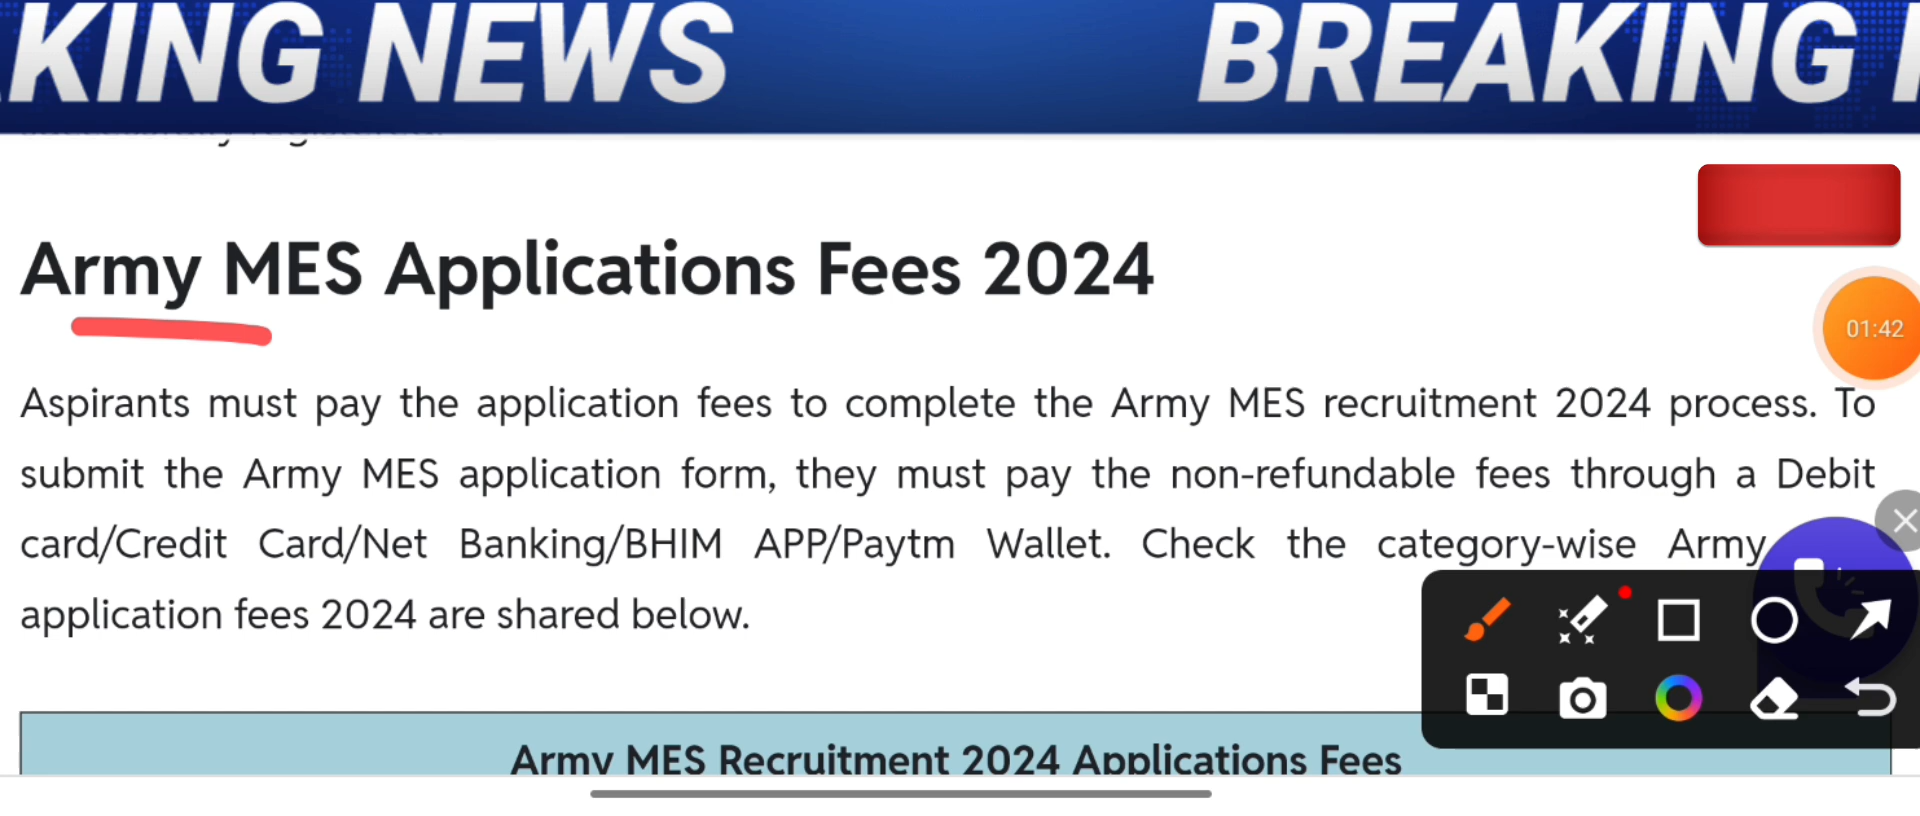 KING NEWS BREAKING
Army MES Applications Fees 2024
01:42
Aspirants must pay the application fees to complete the Army MES recruitment 2024 process. To
submit the Army MES application form, they must pay the non-refundable fees through a Debit
card/Credit Card/Net Banking/BHIM APP/Paytm Wallet. Check the category-wise Army
application fees 2024 are shared below.
Army MES Recruitment 2024 Applications Fees